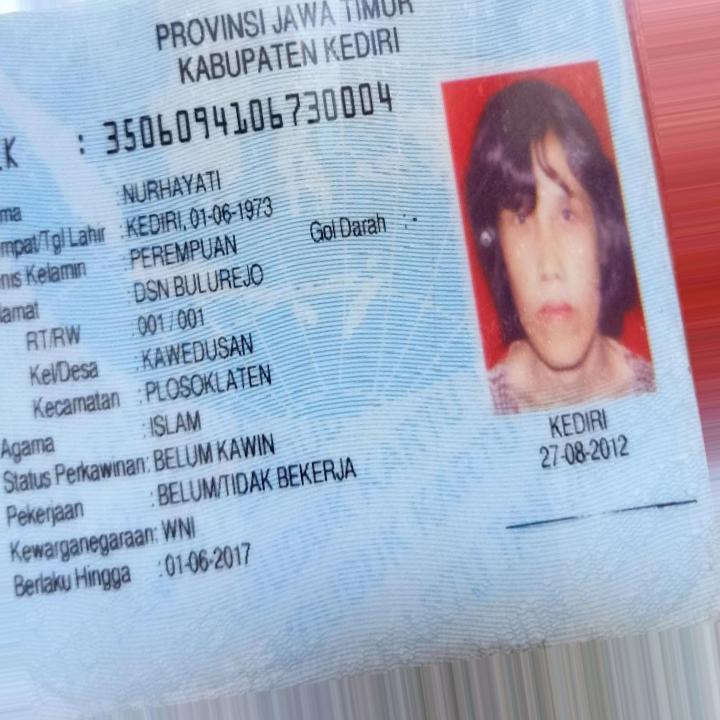 PROVINSI JAWA TIMUR
KABUPATEN KEDIRI
: 3506094106730004
NURHAYATI
mpat/Tgl Lahir : KEDIRI, 01-06-1973
nis Kelamin : PEREMPUAN Gol Darah : -
lamat : DSN BULUREJO
RT/RW : 001 / 001
Kel/Desa : KAWEDUSAN
Kecamatan : PLOSOKLATEN
Agama : ISLAM
Status Perkawinan: BELUM KAWIN
Pekerjaan : BELUM/TIDAK BEKERJA
Kewarganegaraan: WNI
Berlaku Hingga : 01-06-2017
KEDIRI
27-08-2012